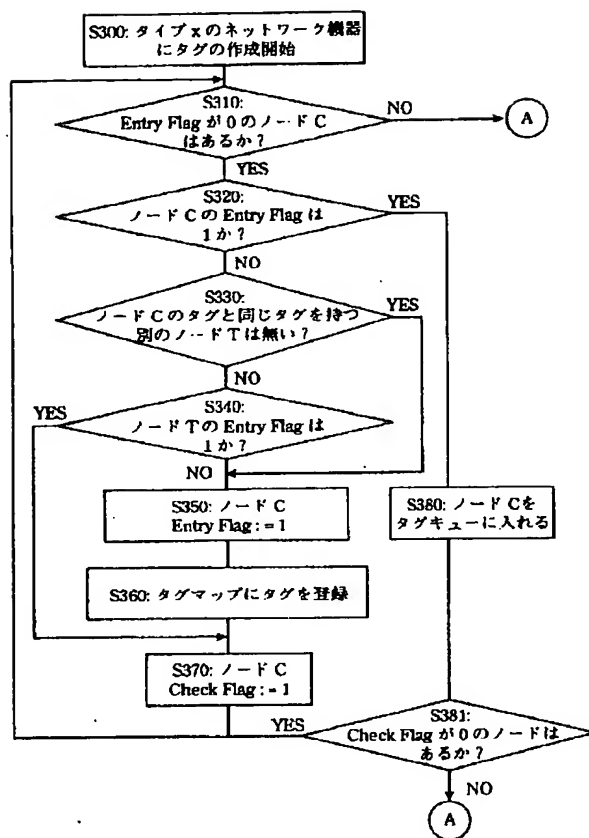 S300: タイプxのネットワーク機器
にタグの作成開始
S310:
Entry Flag が0のノードC
はあるか?
NO
A
YES
S320:
ノードCのEntry Flag は
1か?
YES
NO
S330:
ノードCのタグと同じタグを持つ
別のノードTは無い?
YES
NO
S340:
ノードTのEntry Flag は
1か?
YES
NO
S350: ノードC
Entry Flag := 1
S380: ノードCを
タグキューに入れる
S360: タグマップにタグを登録
S370: ノードC
Check Flag := 1
S381:
Check Flag が0のノードは
あるか?
YES
NO
A